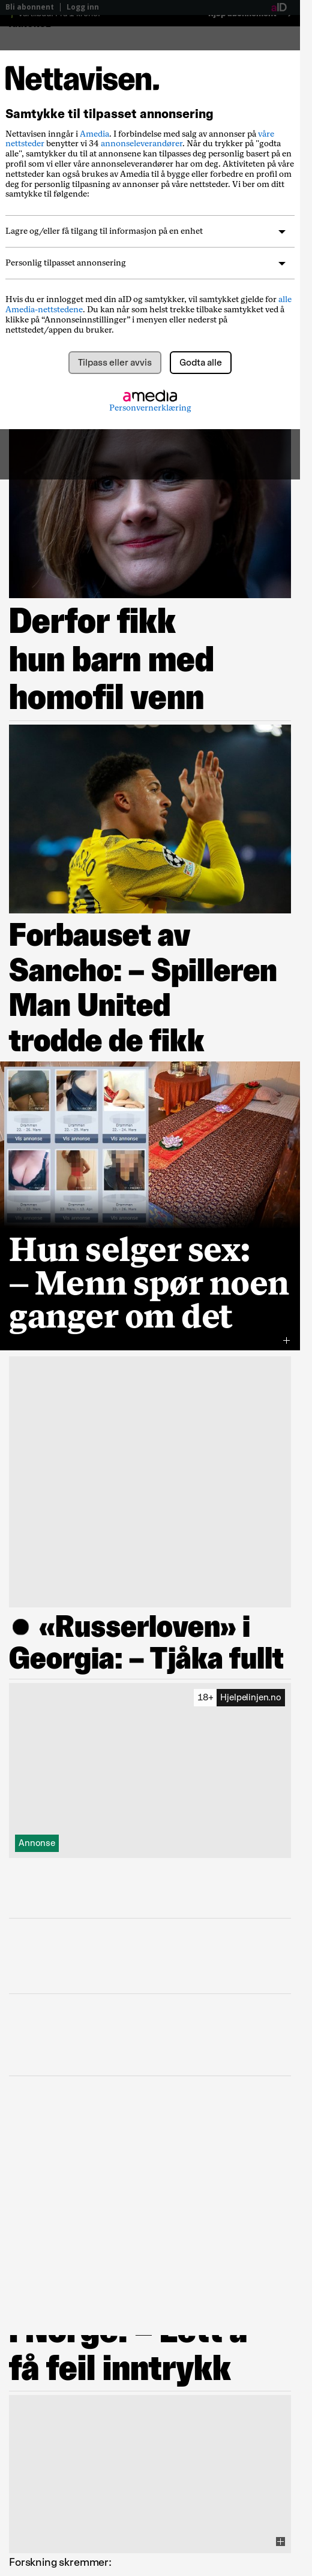 Bli abonnent | Logg inn
aID
Nettavisen.
Samtykke til tilpasset annonsering
Nettavisen inngår i Amedia. I forbindelse med salg av annonser på våre
nettsteder benytter vi 34 annonseleverandører. Når du trykker på "godta
alle", samtykker du til at annonsene kan tilpasses deg personlig basert på en
profil som vi eller våre annonseleverandører har om deg. Aktiviteten på våre
nettsteder kan også brukes av Amedia til å bygge eller forbedre en profil om
deg for personlig tilpasning av annonser på våre nettsteder. Vi ber om ditt
samtykke til følgende:
Lagre og/eller få tilgang til informasjon på en enhet
Personlig tilpasset annonsering
Hvis du er innlogget med din aID og samtykker, vil samtykket gjelde for alle
Amedia-nettstedene. Du kan når som helst trekke tilbake samtykket ved å
klikke på “Annonseinnstillinger” i menyen eller nederst på
nettstedet/appen du bruker.
Tilpass eller avvis
Godta alle
amedia
Personvernerklæring
Derfor fikk
hun barn med
homofil venn
Forbauset av
Sancho: – Spilleren
Man United
trodde de fikk
Vis annonse Vis annonse Vis annonse
Hun selger sex:
– Menn spør noen
ganger om det
● «Russerloven» i
Georgia: – Tjåka fullt
18+ Hjelpelinjen.no
Annonse
få feil inntrykk
Forskning skremmer: